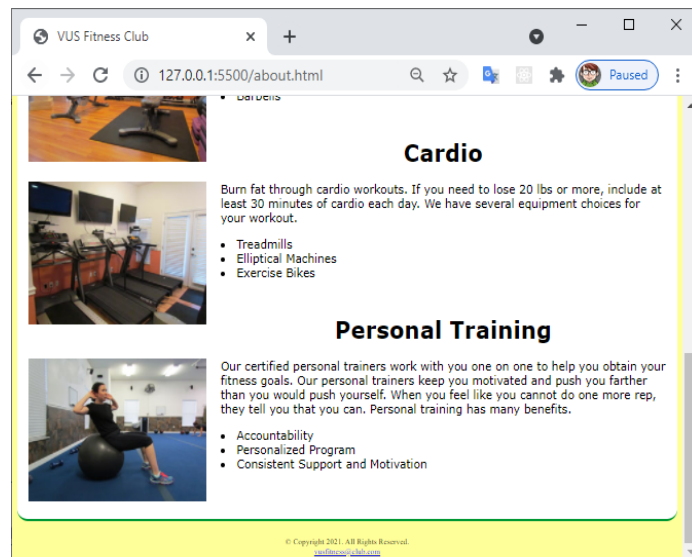 VUS Fitness Club
127.0.0.1:5500/about.html
Paused
Barbells
Cardio
Burn fat through cardio workouts. If you need to lose 20 lbs or more, include at
least 30 minutes of cardio each day. We have several equipment choices for
your workout.
Treadmills
Elliptical Machines
Exercise Bikes
Personal Training
Our certified personal trainers work with you one on one to help you obtain your
fitness goals. Our personal trainers keep you motivated and push you farther
than you would push yourself. When you feel like you cannot do one more rep,
they tell you that you can. Personal training has many benefits.
Accountability
Personalized Program
Consistent Support and Motivation
© Copyright 2021. All Rights Reserved.
vusfitness@club.com